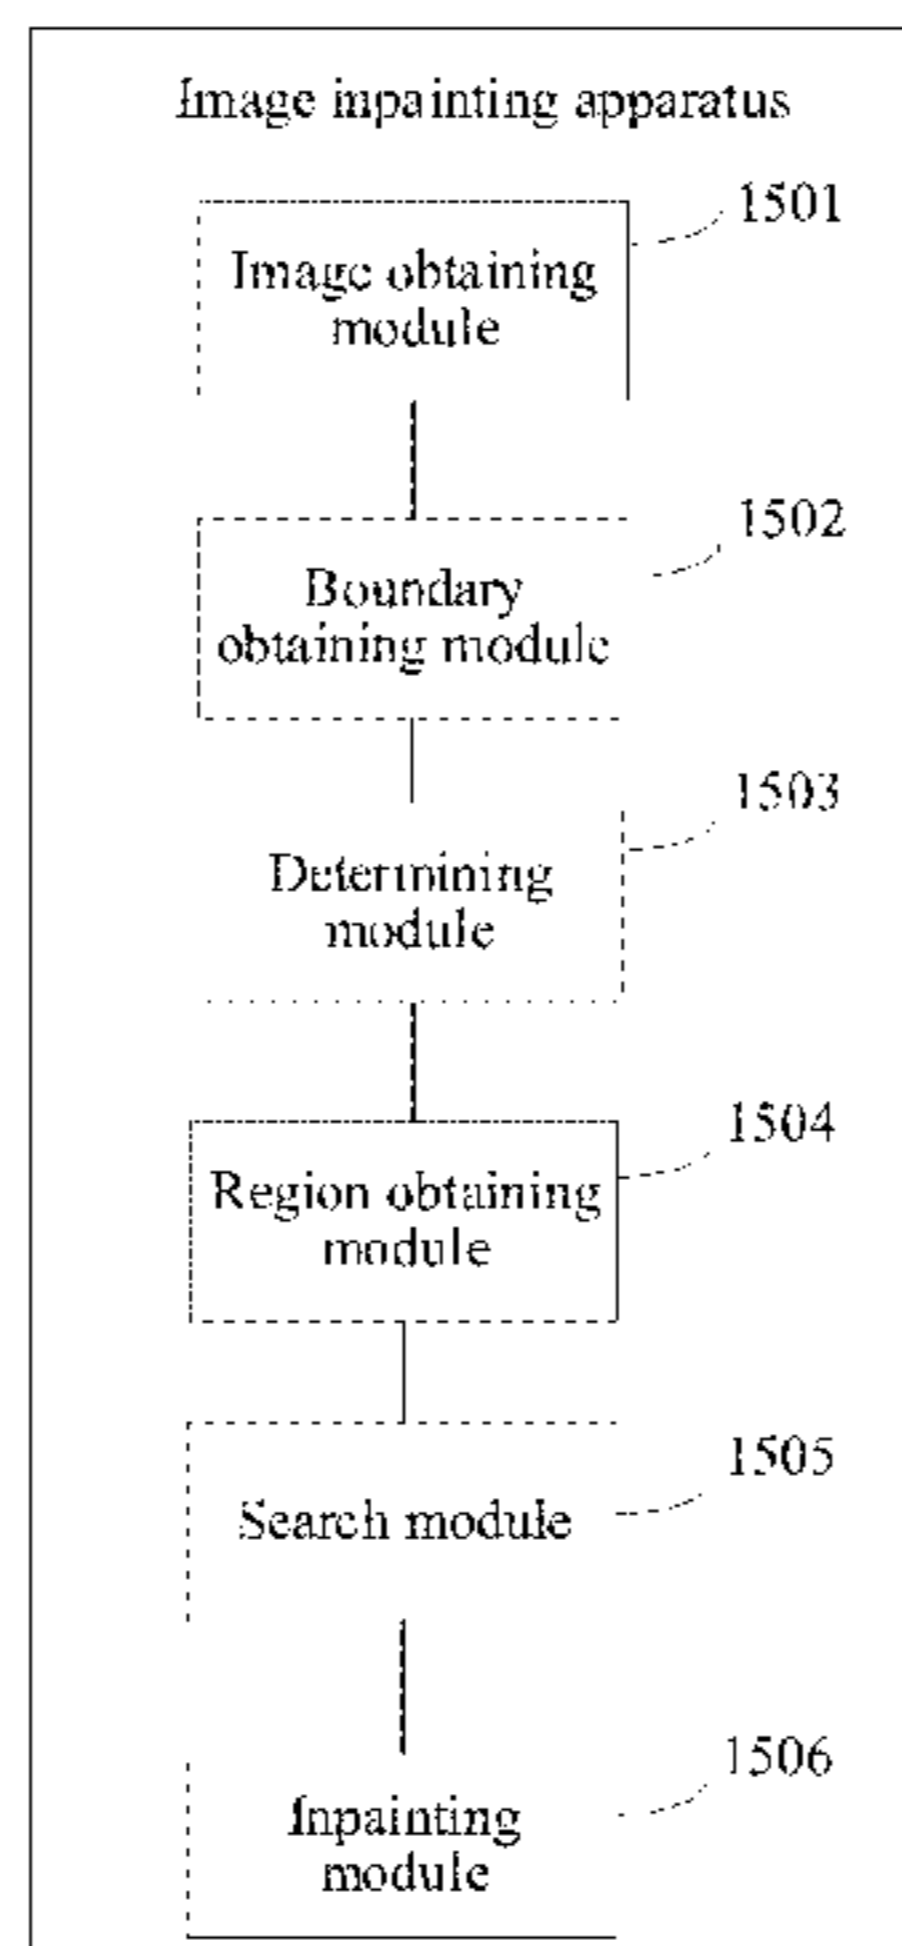 Image inpainting apparatus
1501
Image obtaining
module
1502
Boundary
obtaining module
1503
Determining
module
1504
Region obtaining
module
1505
Search module
1506
Inpainting
module